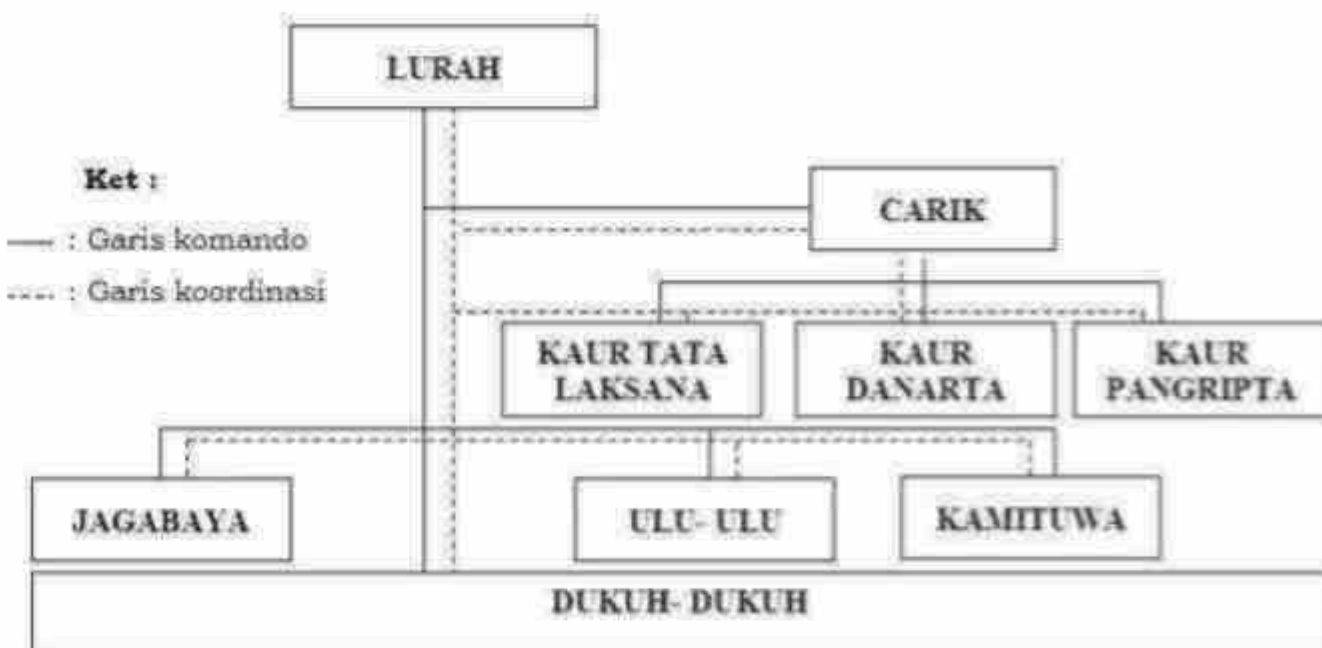 LURAH
Ket :
: Garis komando
: Garis koordinasi
CARIK
KAUR TATA
LAKSANA
KAUR
DANARTA
KAUR
PANGRIPTA
JAGABAYA
ULU- ULU
KAMITUWA
DUKUH- DUKUH